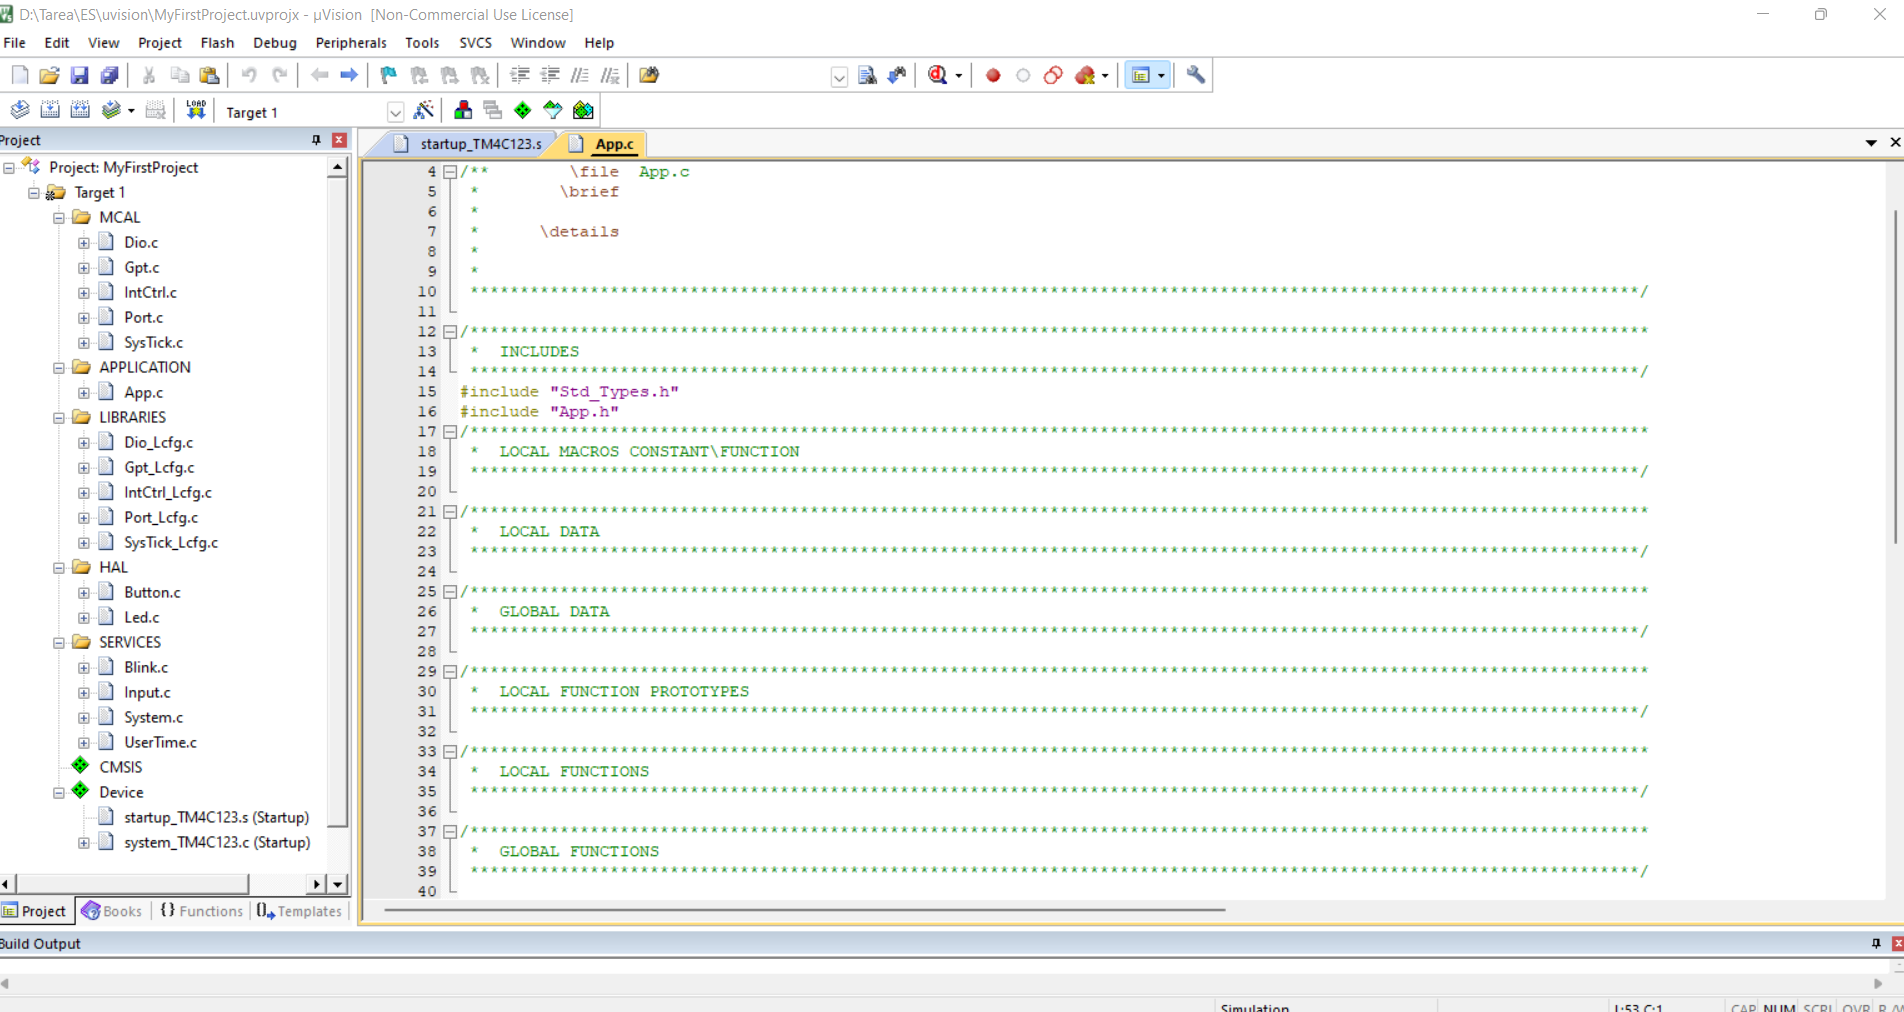 D:\Tarea\ES\uvision\MyFirstProject.uvprojx - µVision  [Non-Commercial Use License]
File Edit View Project Flash Debug Peripherals Tools SVCS Window Help
LOAD
Target 1
Project
Project: MyFirstProject
Target 1
MCAL
Dio.c
Gpt.c
IntCtrl.c
Port.c
SysTick.c
APPLICATION
App.c
LIBRARIES
Dio_Lcfg.c
Gpt_Lcfg.c
IntCtrl_Lcfg.c
Port_Lcfg.c
SysTick_Lcfg.c
HAL
Button.c
Led.c
SERVICES
Blink.c
Input.c
System.c
UserTime.c
CMSIS
Device
startup_TM4C123.s (Startup)
system_TM4C123.c (Startup)
Project Books {} Functions Templates
startup_TM4C123.s App.c
4 /** \file App.c
5 * \brief
6 *
7 * \details
8 *
9 *
10 *********************************************************************************************************************/
11
12 /**********************************************************************************************************************
13 * INCLUDES
14 *********************************************************************************************************************/
15 #include "Std_Types.h"
16 #include "App.h"
17 /**********************************************************************************************************************
18 * LOCAL MACROS CONSTANT\FUNCTION
19 *********************************************************************************************************************/
20
21 /**********************************************************************************************************************
22 * LOCAL DATA
23 *********************************************************************************************************************/
24
25 /**********************************************************************************************************************
26 * GLOBAL DATA
27 *********************************************************************************************************************/
28
29 /**********************************************************************************************************************
30 * LOCAL FUNCTION PROTOTYPES
31 *********************************************************************************************************************/
32
33 /**********************************************************************************************************************
34 * LOCAL FUNCTIONS
35 *********************************************************************************************************************/
36
37 /**********************************************************************************************************************
38 * GLOBAL FUNCTIONS
39 *********************************************************************************************************************/
40
Build Output
Simulation L:53 C:1 CAP NUM SCRL OVR R/W